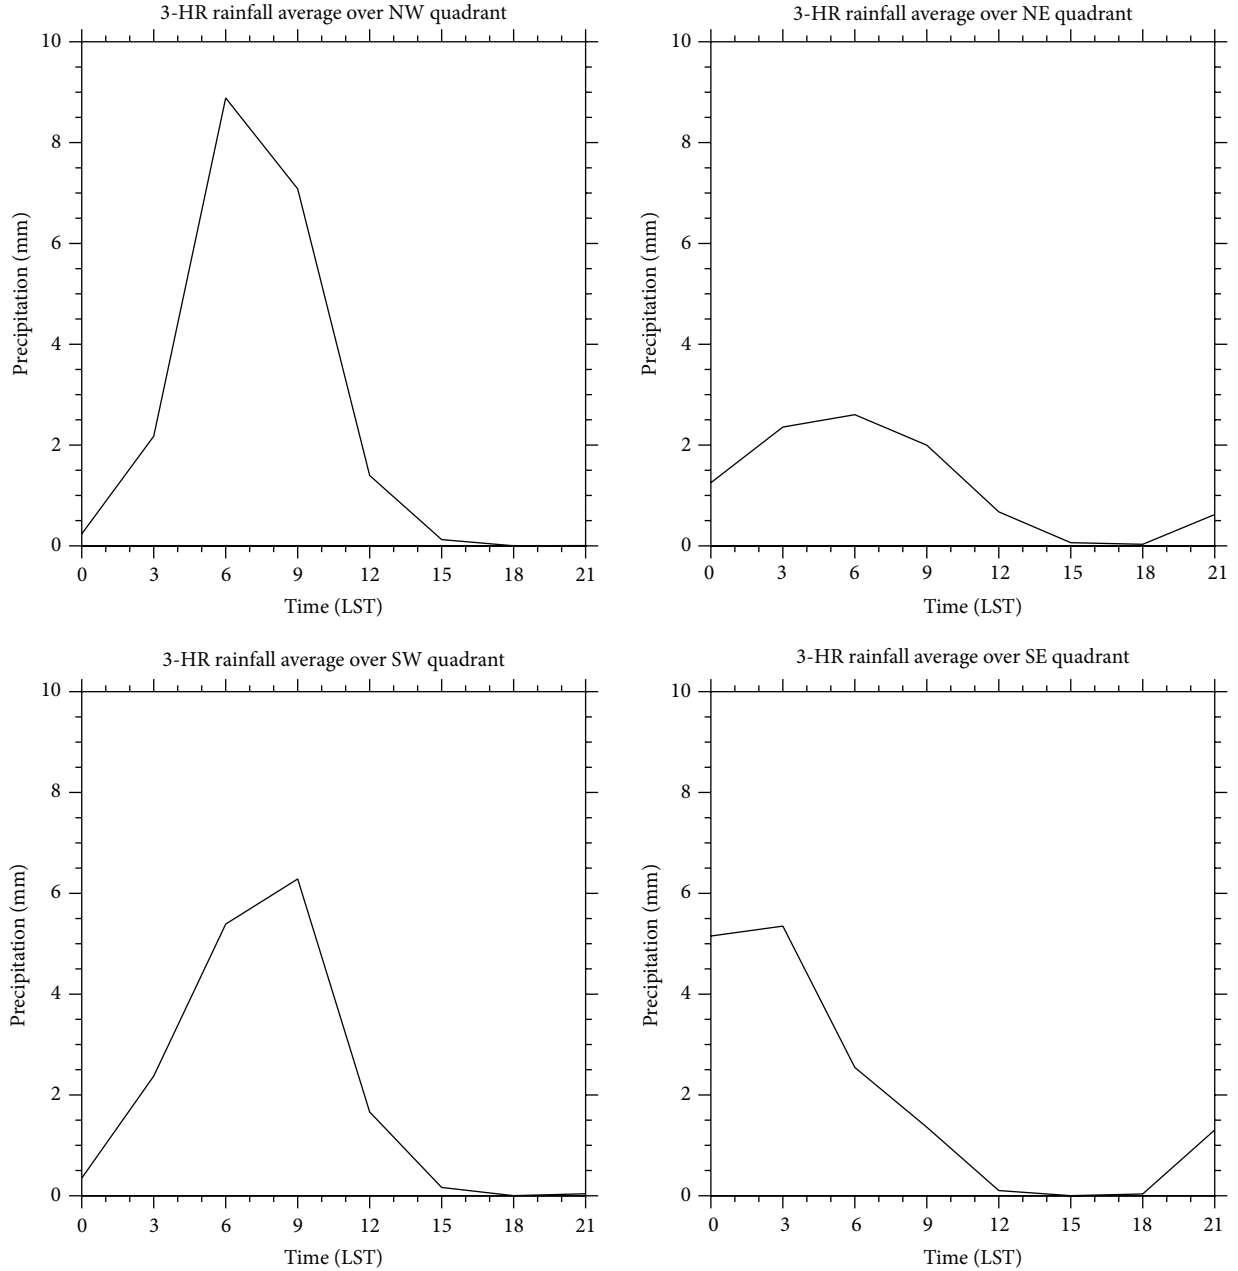 3-HR rainfall average over NW quadrant
10
8
6
4
2
0
Precipitation (mm)
0 3 6 9 12 15 18 21
Time (LST)
3-HR rainfall average over NE quadrant
10
8
6
4
2
0
Precipitation (mm)
0 3 6 9 12 15 18 21
Time (LST)
3-HR rainfall average over SW quadrant
10
8
6
4
2
0
Precipitation (mm)
0 3 6 9 12 15 18 21
Time (LST)
3-HR rainfall average over SE quadrant
10
8
6
4
2
0
Precipitation (mm)
0 3 6 9 12 15 18 21
Time (LST)